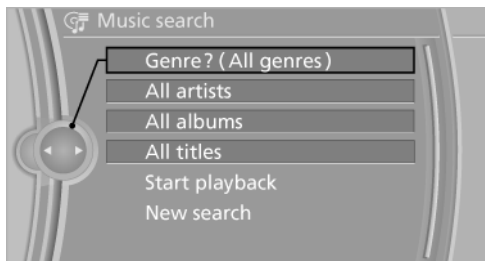 Music search
Genre? (All genres)
All artists
All albums
All titles
Start playback
New search